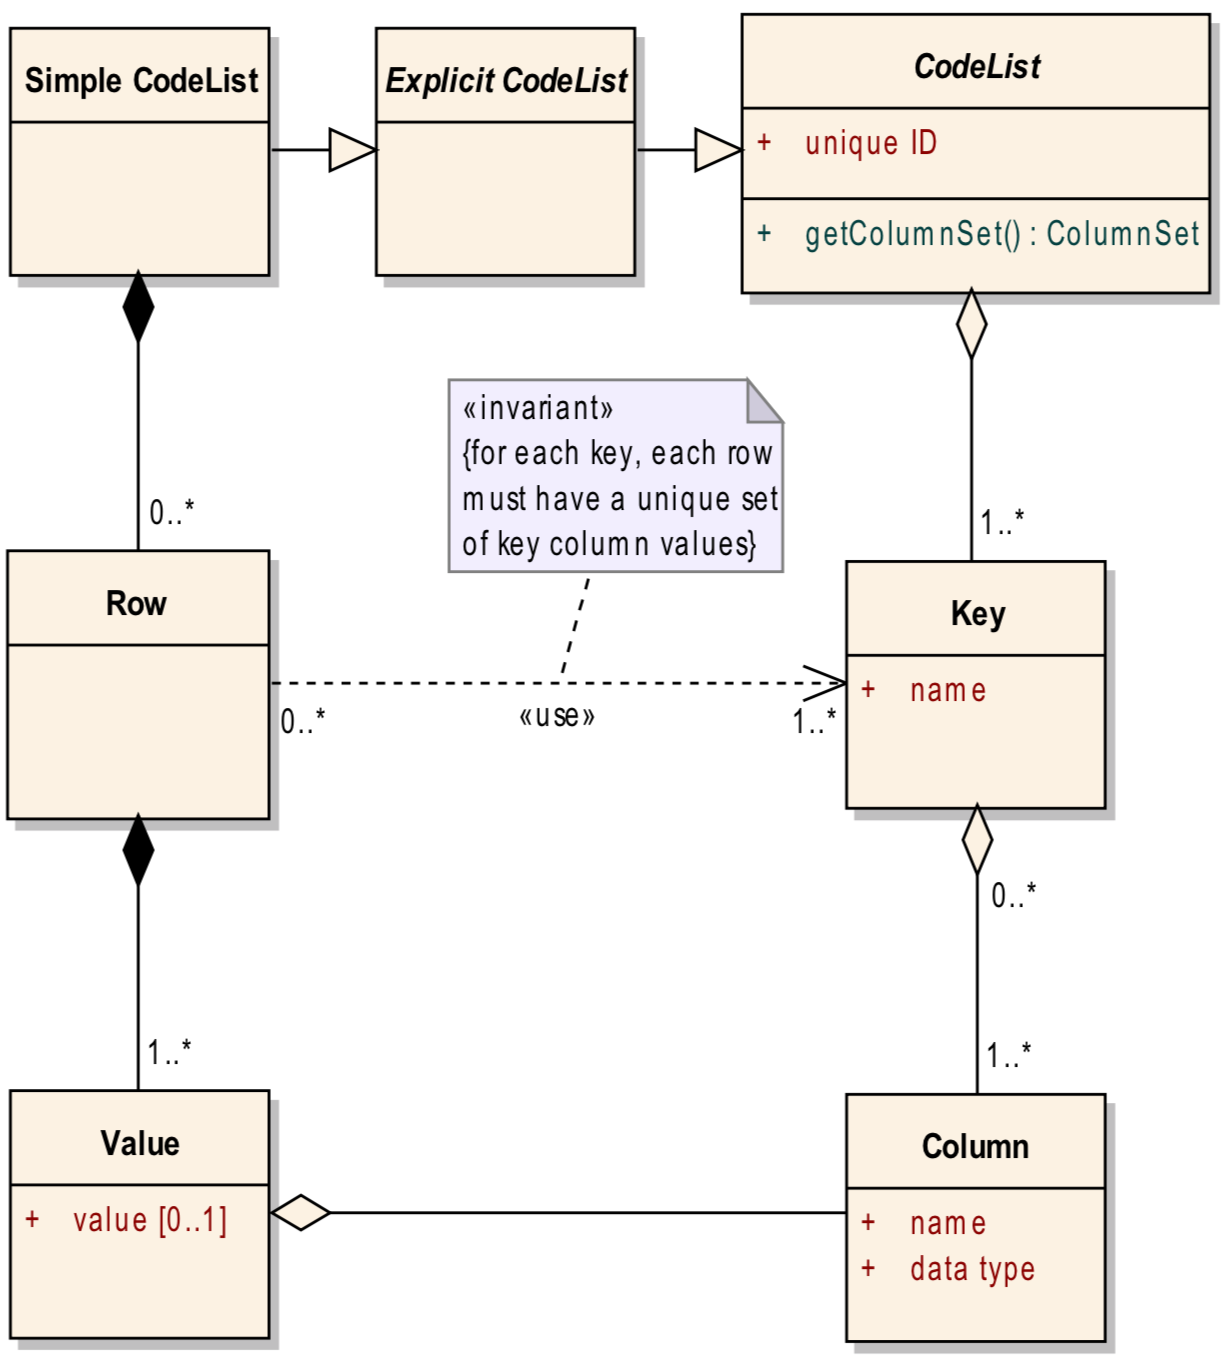 Simple CodeList
Explicit CodeList
CodeList
+ unique ID
+ getColumnSet() : ColumnSet
«invariant»
{for each key, each row
must have a unique set
of key column values}
0..*
1..*
Row
Key
+ name
0..*
«use»
1..*
0..*
1..*
1..*
Value
+ value [0..1]
Column
+ name
+ data type